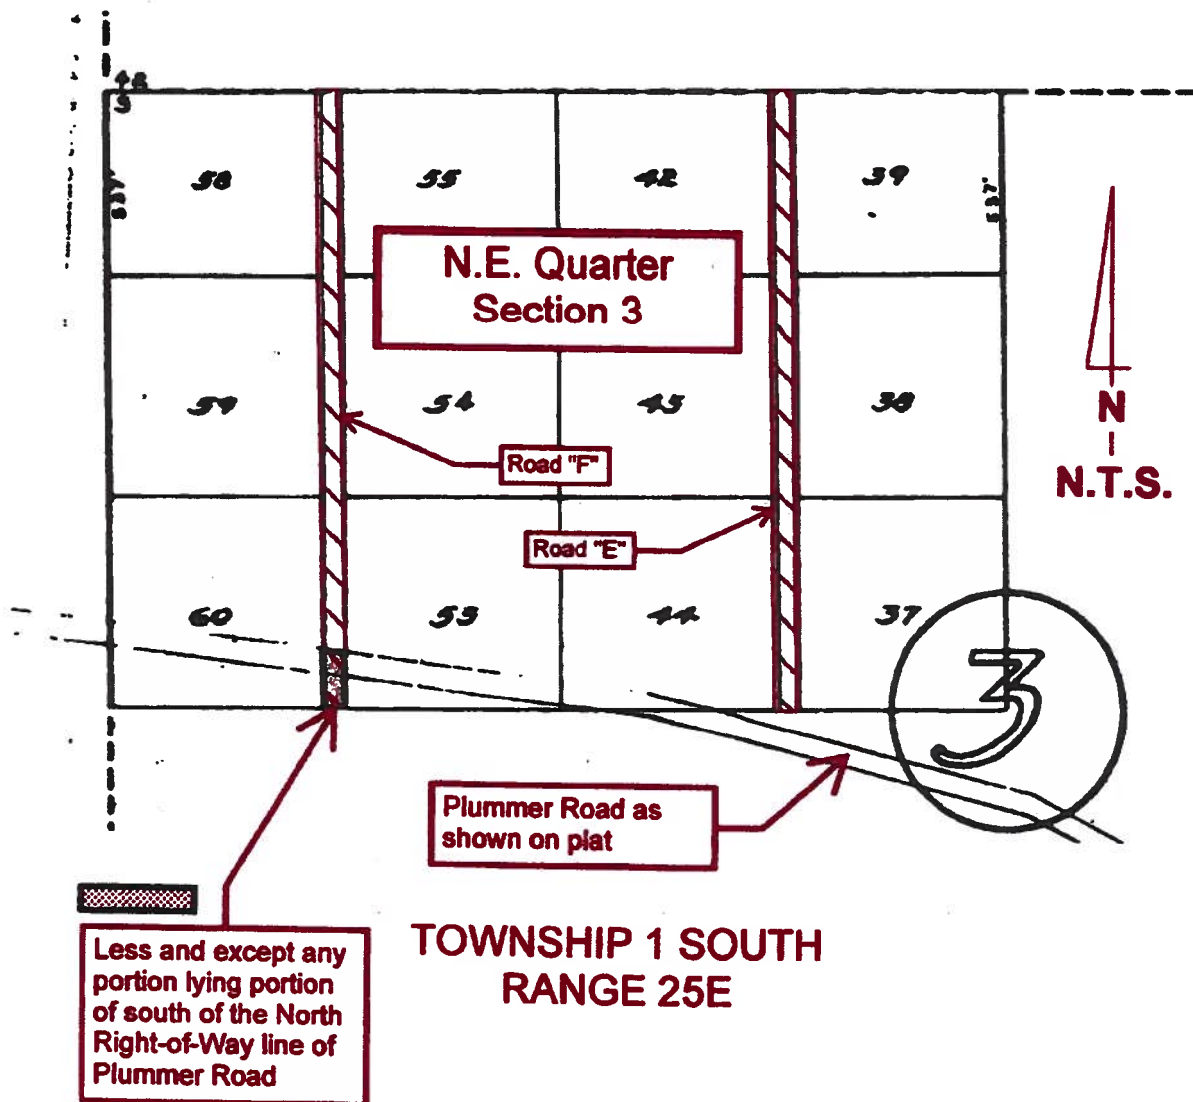 58
55
42
39
537'
537'
N.E. Quarter
Section 3
59
54
45
38
N
N.T.S.
Road "F"
Road "E"
60
53
44
37
3
Plummer Road as
shown on plat
Less and except any
portion lying portion
of south of the North
Right-of-Way line of
Plummer Road
TOWNSHIP 1 SOUTH
RANGE 25E